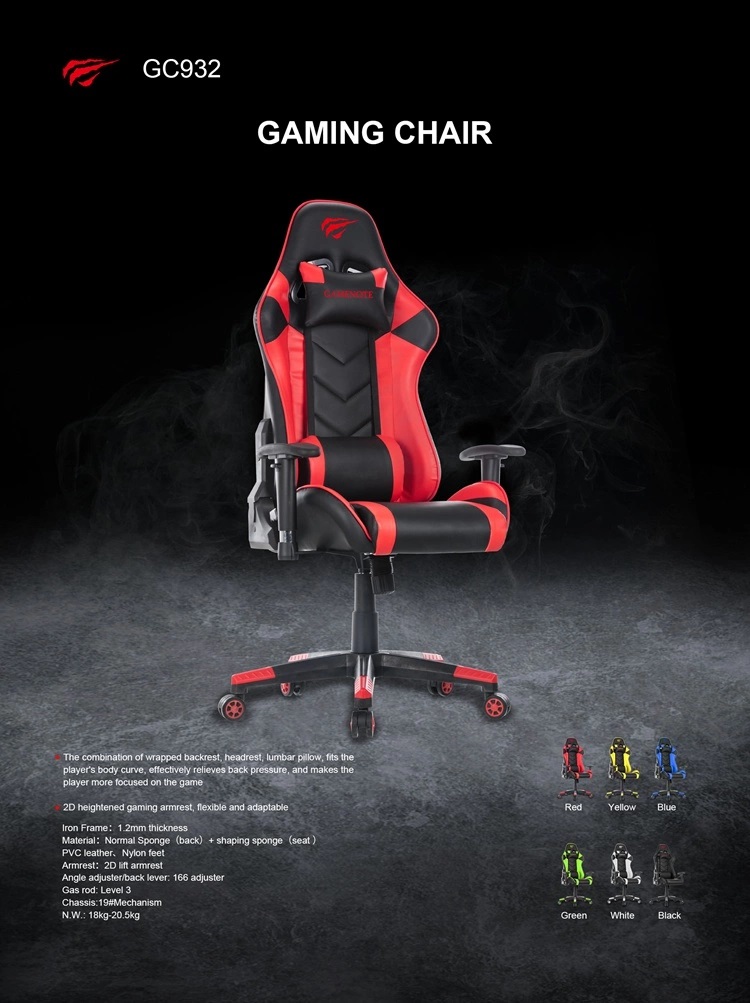 GC932
GAMING CHAIR
GAMENOTE
The combination of wrapped backrest, headrest, lumbar pillow, fits the
player's body curve, effectively relieves back pressure, and makes the
player more focused on the game
2D heightened gaming armrest, flexible and adaptable
Iron Frame：1.2mm thickness
Material：Normal Sponge（back）+ shaping sponge（seat ）
PVC leather、Nylon feet
Armrest：2D lift armrest
Angle adjuster/back lever: 166 adjuster
Gas rod: Level 3
Chassis:19#Mechanism
N.W.: 18kg-20.5kg
Red Yellow Blue
Green White Black